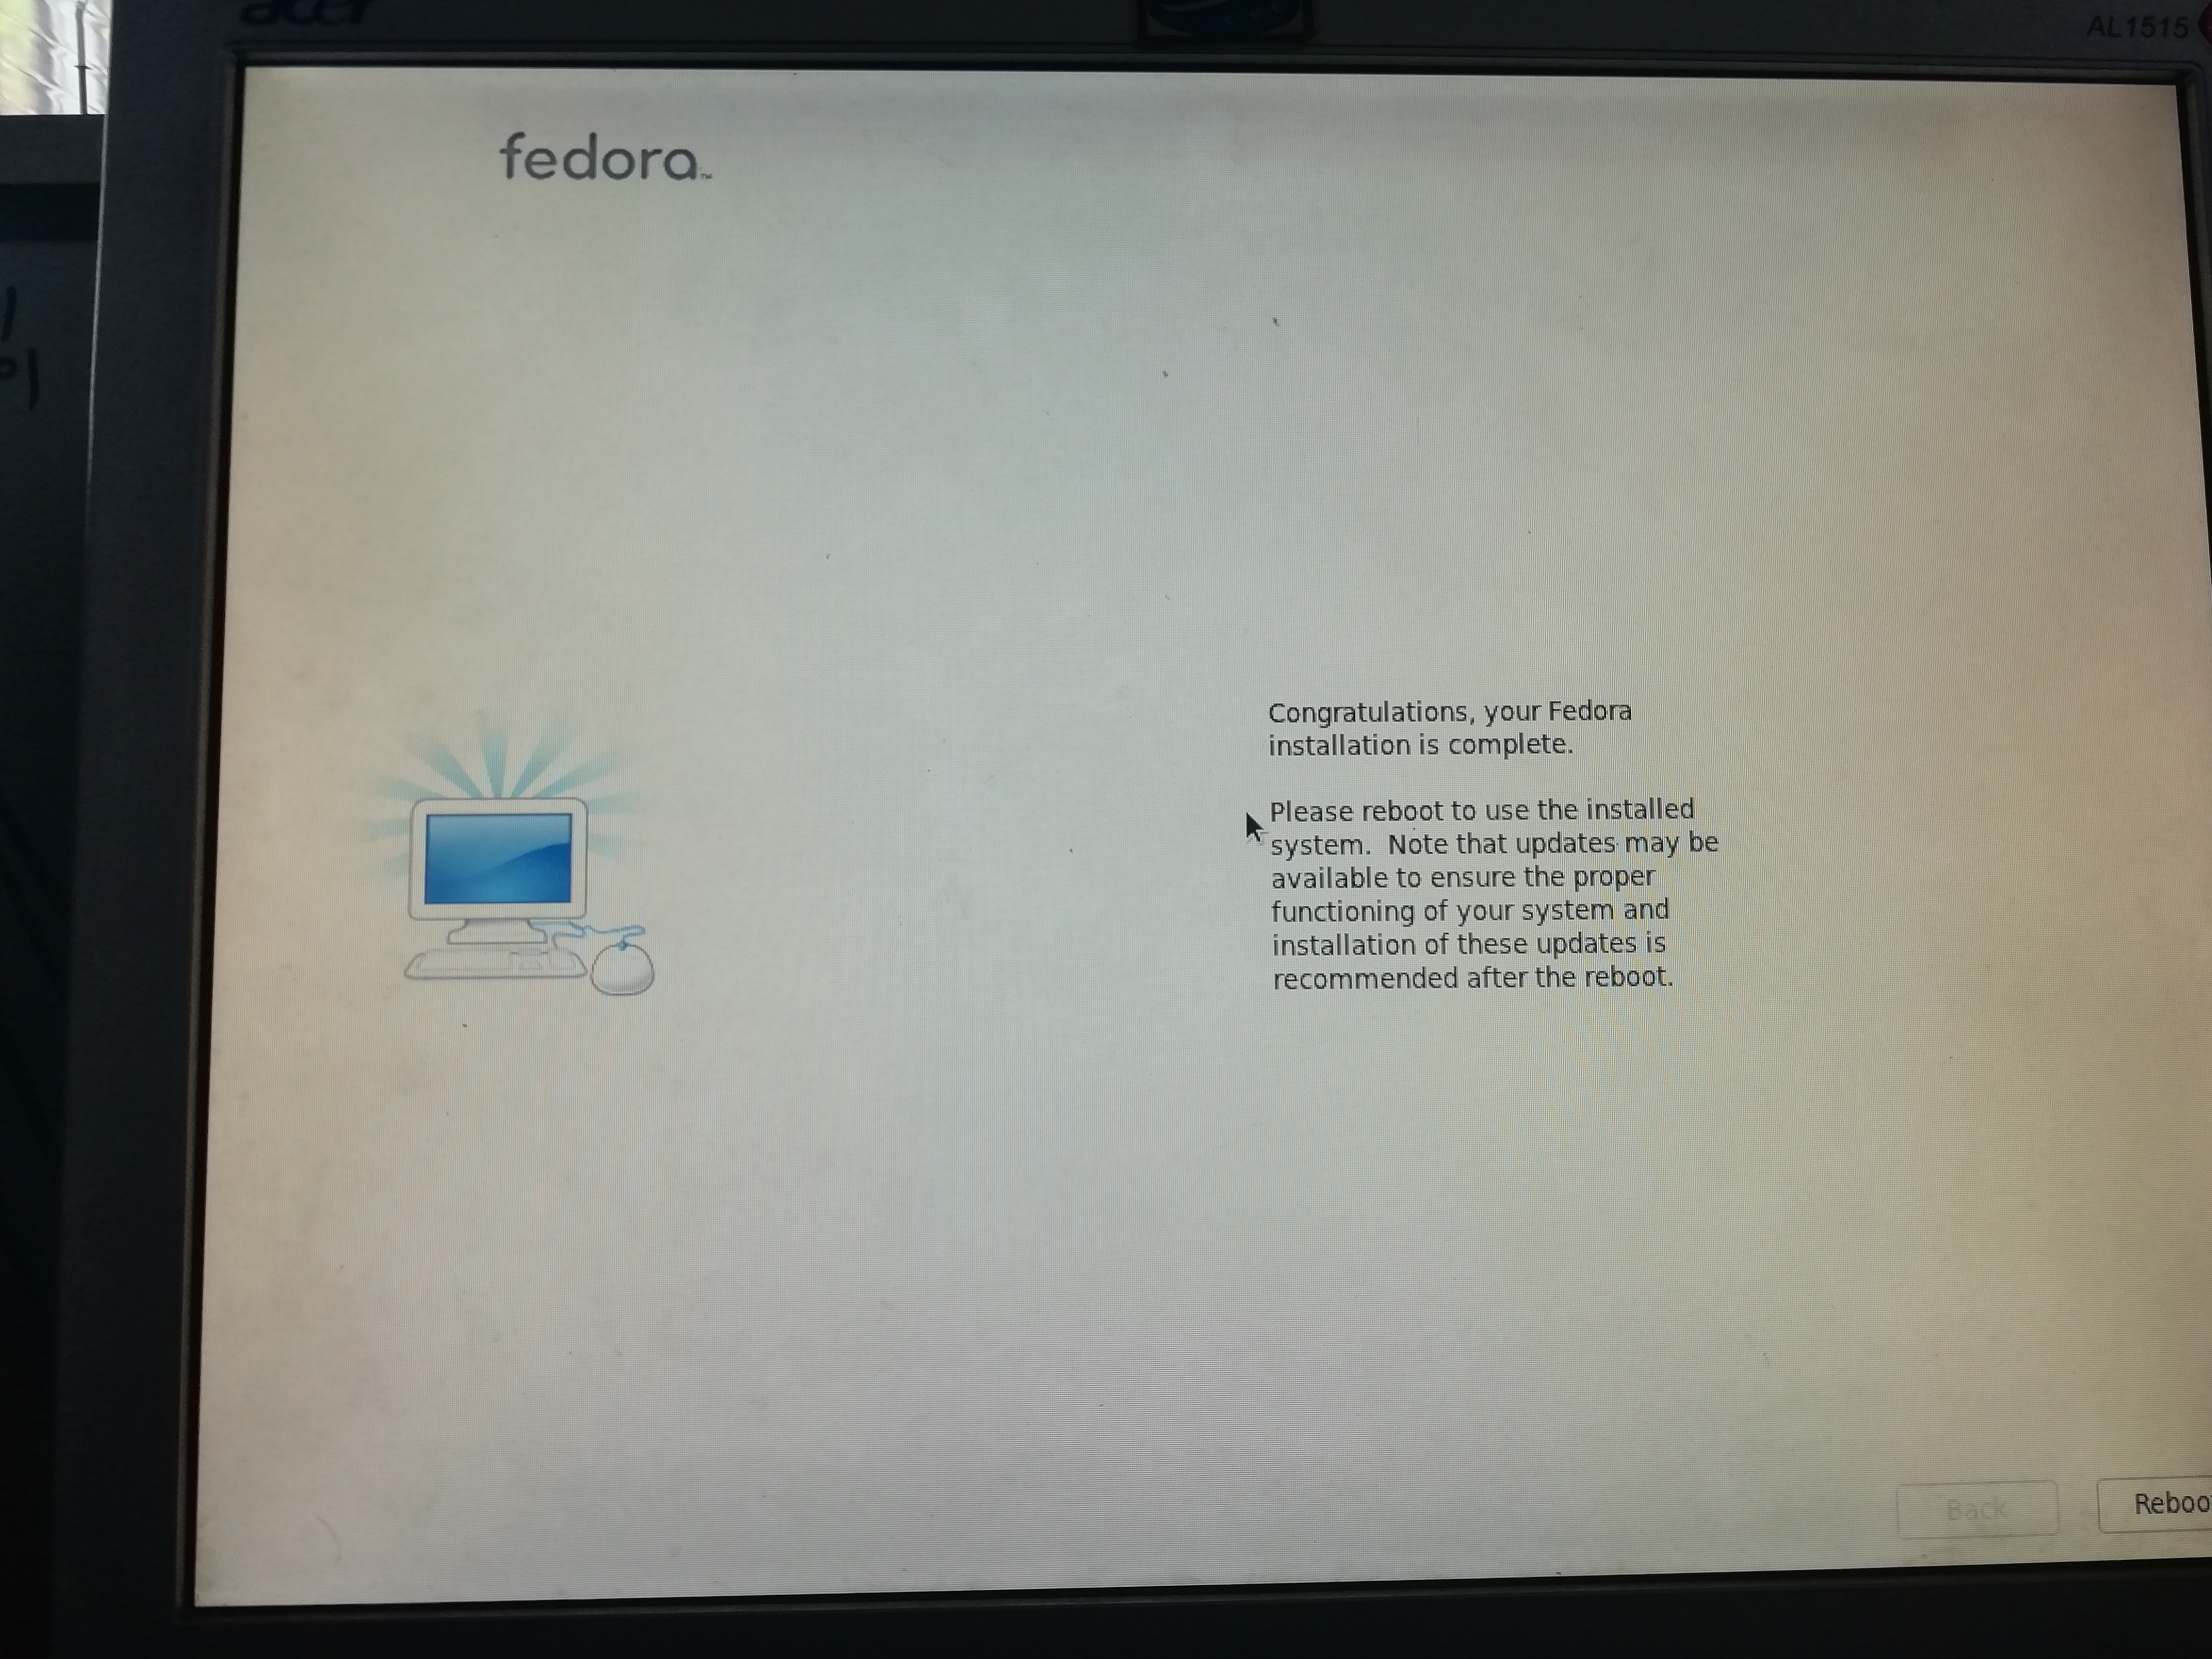 acer
AL1515
fedora™
Congratulations, your Fedora
installation is complete.
Please reboot to use the installed
system.  Note that updates may be
available to ensure the proper
functioning of your system and
installation of these updates is
recommended after the reboot.
Back
Reboo